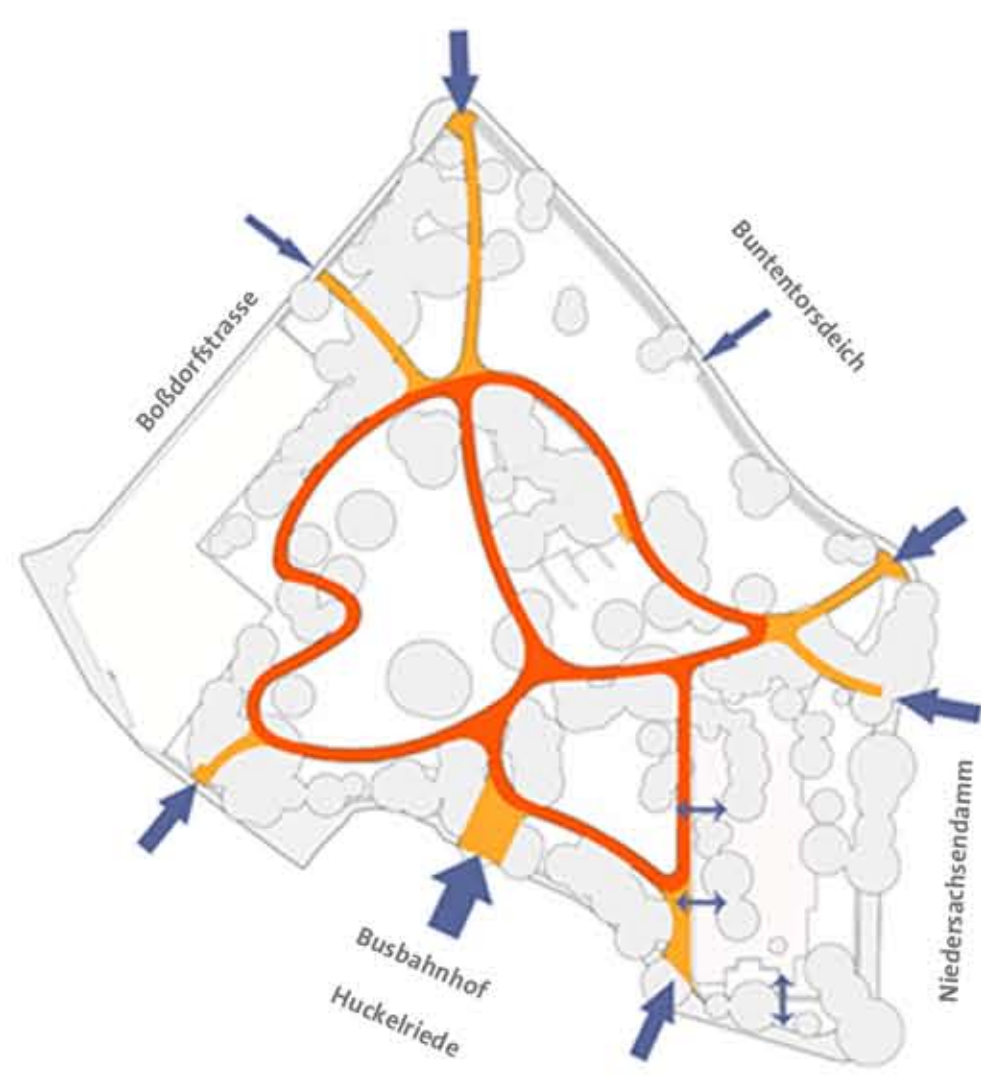 Buntentorsdeich
Boßdorfstrasse
Niedersachsendamm
Busbahnhof
Huckelriede